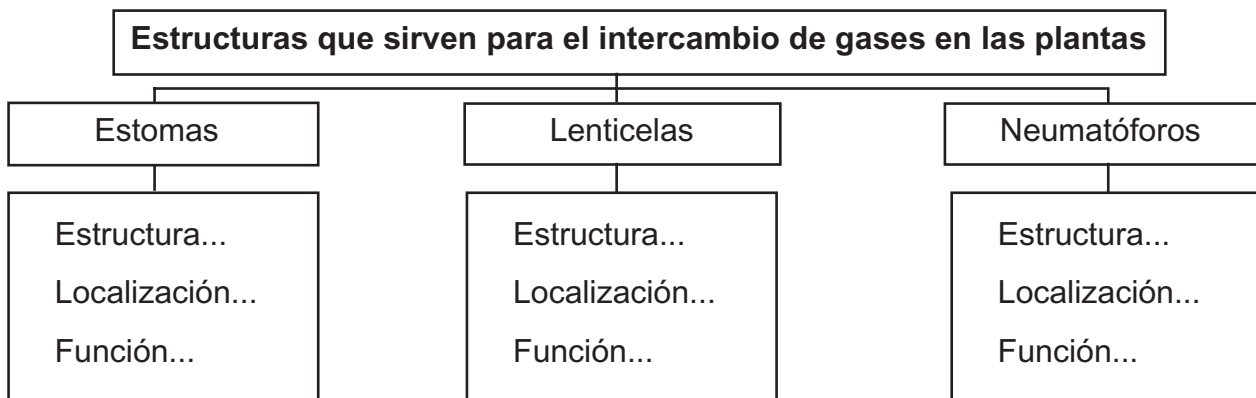 Estructuras que sirven para el intercambio de gases en las plantas
Estomas
Lenticelas
Neumatóforos
Estructura...
Localización...
Función...
Estructura...
Localización...
Función...
Estructura...
Localización...
Función...